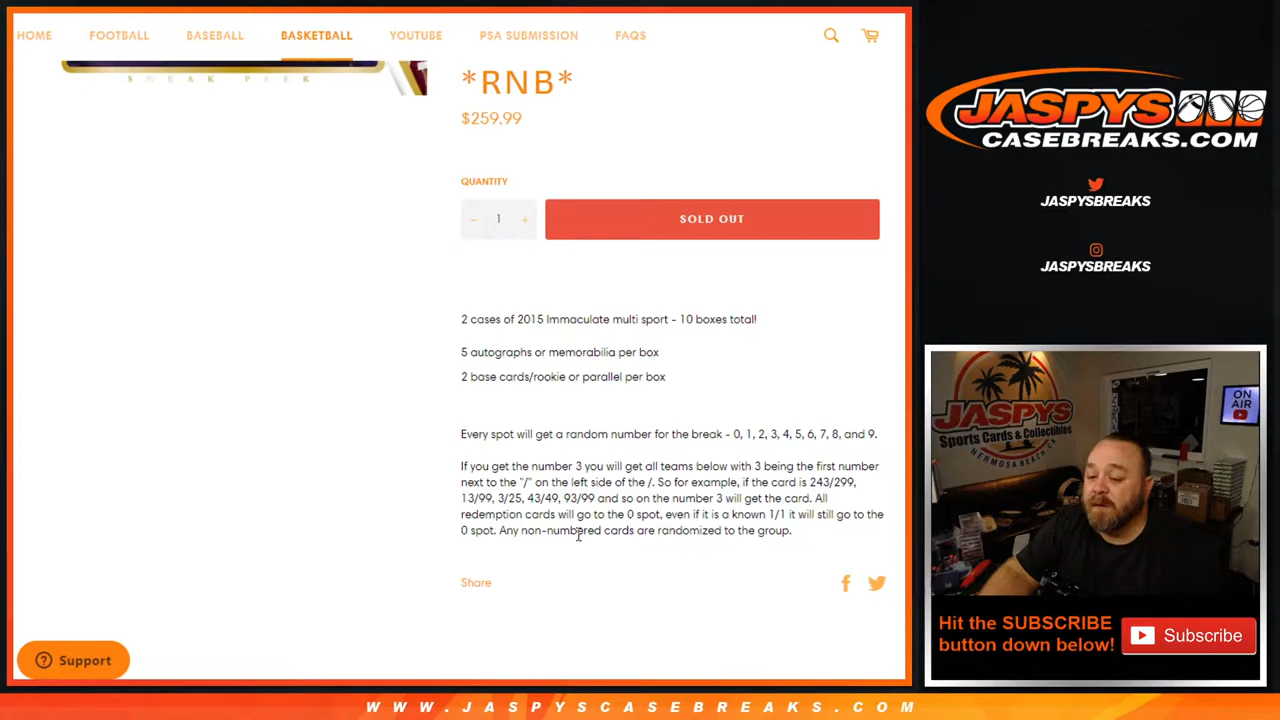 HOME FOOTBALL BASEBALL BASKETBALL YOUTUBE PSA SUBMISSION FAQS
SNEAK PEEK
*RNB*
$259.99
QUANTITY
− 1 +
SOLD OUT
2 cases of 2015 Immaculate multi sport - 10 boxes total!
5 autographs or memorabilia per box
2 base cards/rookie or parallel per box
Every spot will get a random number for the break - 0, 1, 2, 3, 4, 5, 6, 7, 8, and 9.
If you get the number 3 you will get all teams below with 3 being the first number
next to the "/" on the left side of the /. So for example, if the card is 243/299,
13/99, 3/25, 43/49, 93/99 and so on the number 3 will get the card. All
redemption cards will go to the 0 spot, even if it is a known 1/1 it will still go to the
0 spot. Any non-numbered cards are randomized to the group.
Share
Support
JASPYS
CASEBREAKS.COM
JASPYSBREAKS
JASPYSBREAKS
JASPYS
Sports Cards & Collectibles
HERMOSA BEACH, CA
ON
AIR
Hit the SUBSCRIBE
button down below!
Subscribe
WWW.JASPYSCASEBREAKS.COM